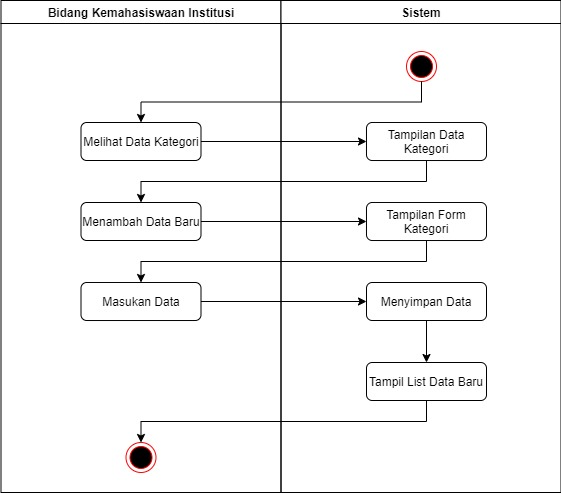 Bidang Kemahasiswaan Institusi
Sistem
Melihat Data Kategori
Tampilan Data
Kategori
Menambah Data Baru
Tampilan Form
Kategori
Masukan Data
Menyimpan Data
Tampil List Data Baru